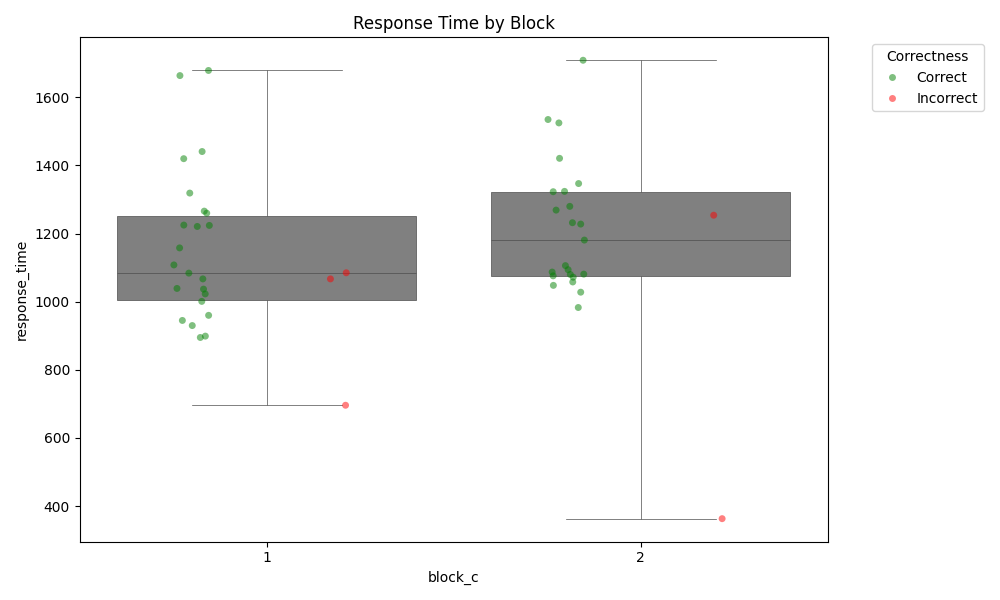 Response Time by Block
Correctness
Correct
Incorrect
response_time
1600
1400
1200
1000
800
600
400
1
2
block_c